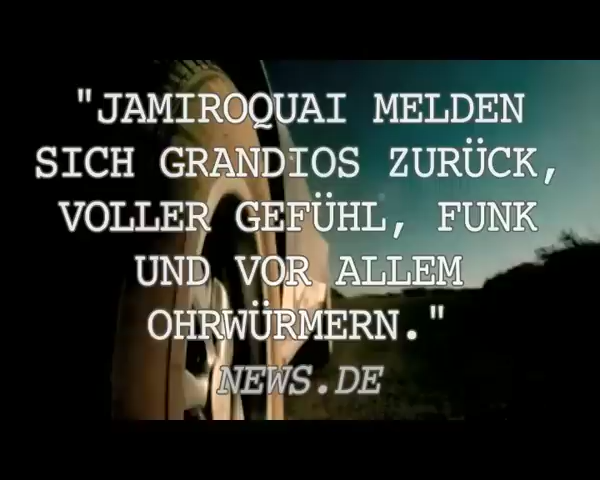 "JAMIROQUAI MELDEN
SICH GRANDIOS ZURÜCK,
VOLLER GEFÜHL, FUNK
UND VOR ALLEM
OHRWÜRMERN."
NEWS.DE